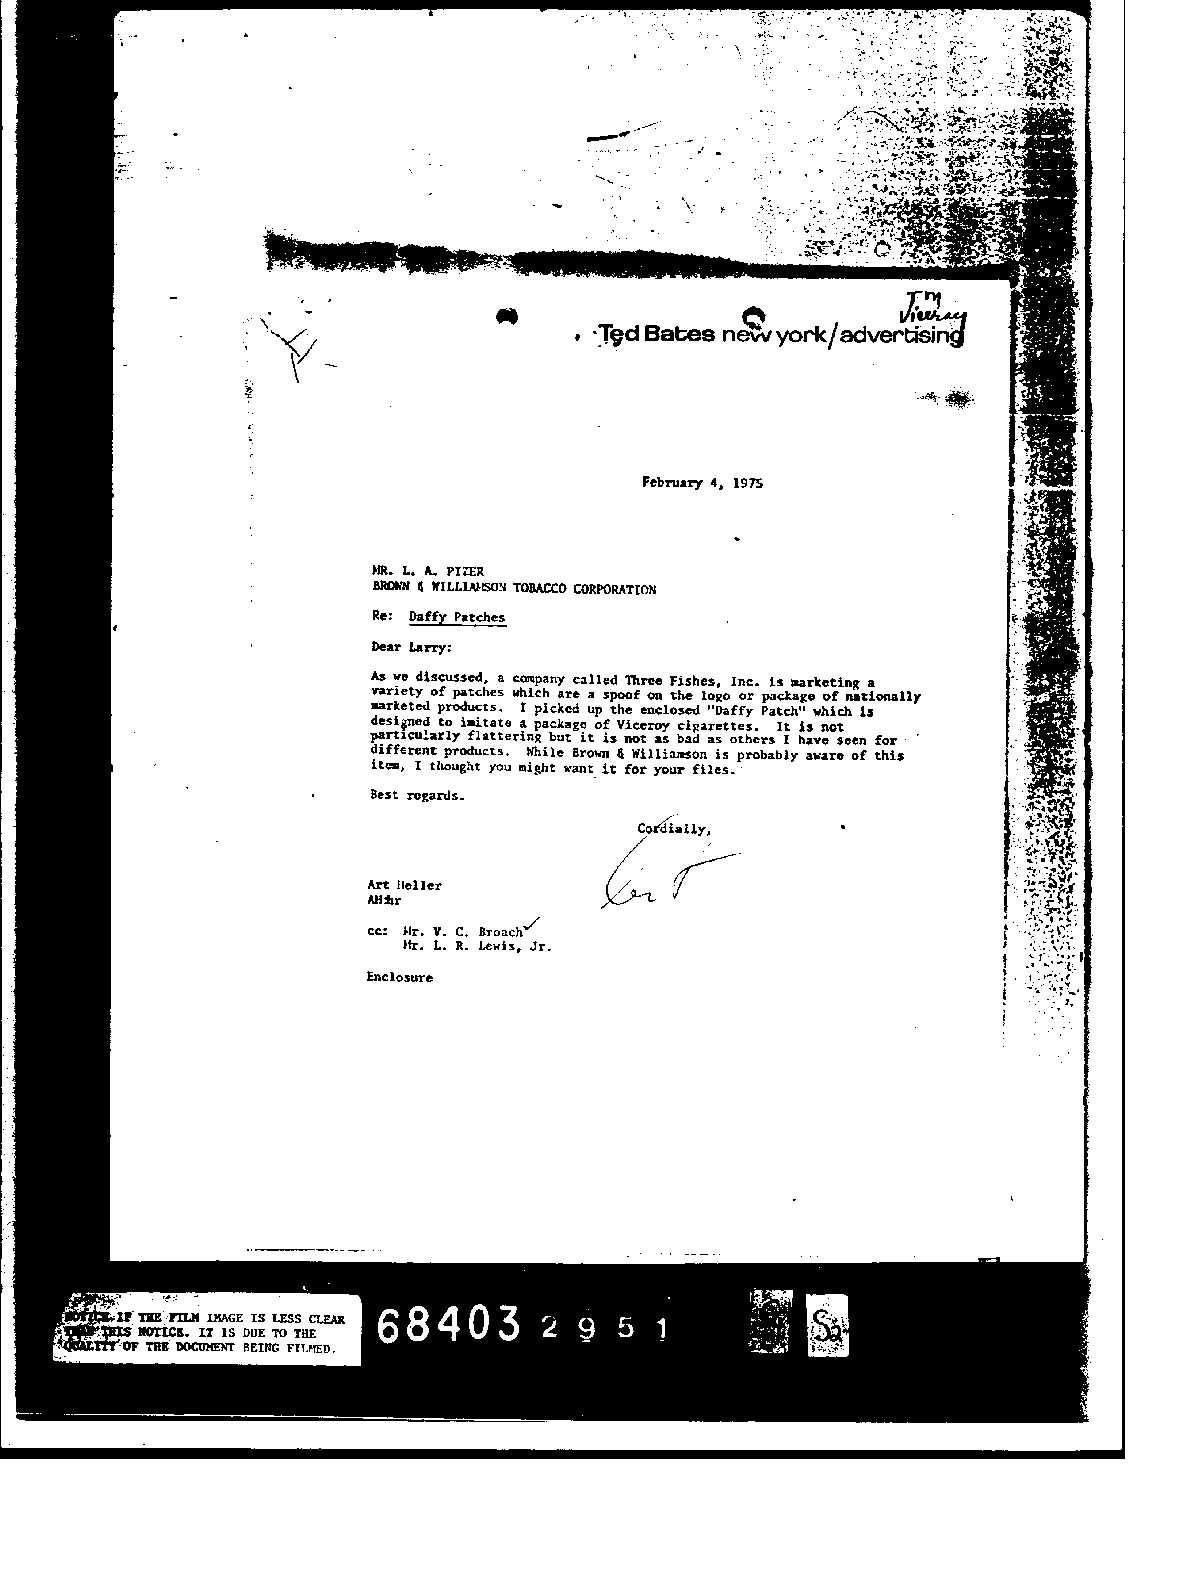 TM
Viceroy
Ted Bates new york/advertising
February 4, 1975
MR. L. A. PIZER
BROWN & WILLIAMSON TOBACCO CORPORATION
Re: Daffy Patches
Dear Larry:
As we discussed, a company called Three Fishes, Inc. is marketing a
variety of patches which are a spoof on the logo or package of nationally
marketed products. I picked up the enclosed "Daffy Patch" which is
designed to imitate a package of Viceroy cigarettes. It is not
particularly flattering but it is not as bad as others I have seen for
different products. While Brown & Williamson is probably aware of this
item, I thought you might want it for your files.
Best regards.
Cordially,
Art
Art Heller
AH:hr
cc: Mr. V. C. Broach
Mr. L. R. Lewis, Jr.
Enclosure
NOTICE IF THE FILM IMAGE IS LESS CLEAR
THAN THIS NOTICE. IT IS DUE TO THE
QUALITY OF THE DOCUMENT BEING FILMED.
68403 2951